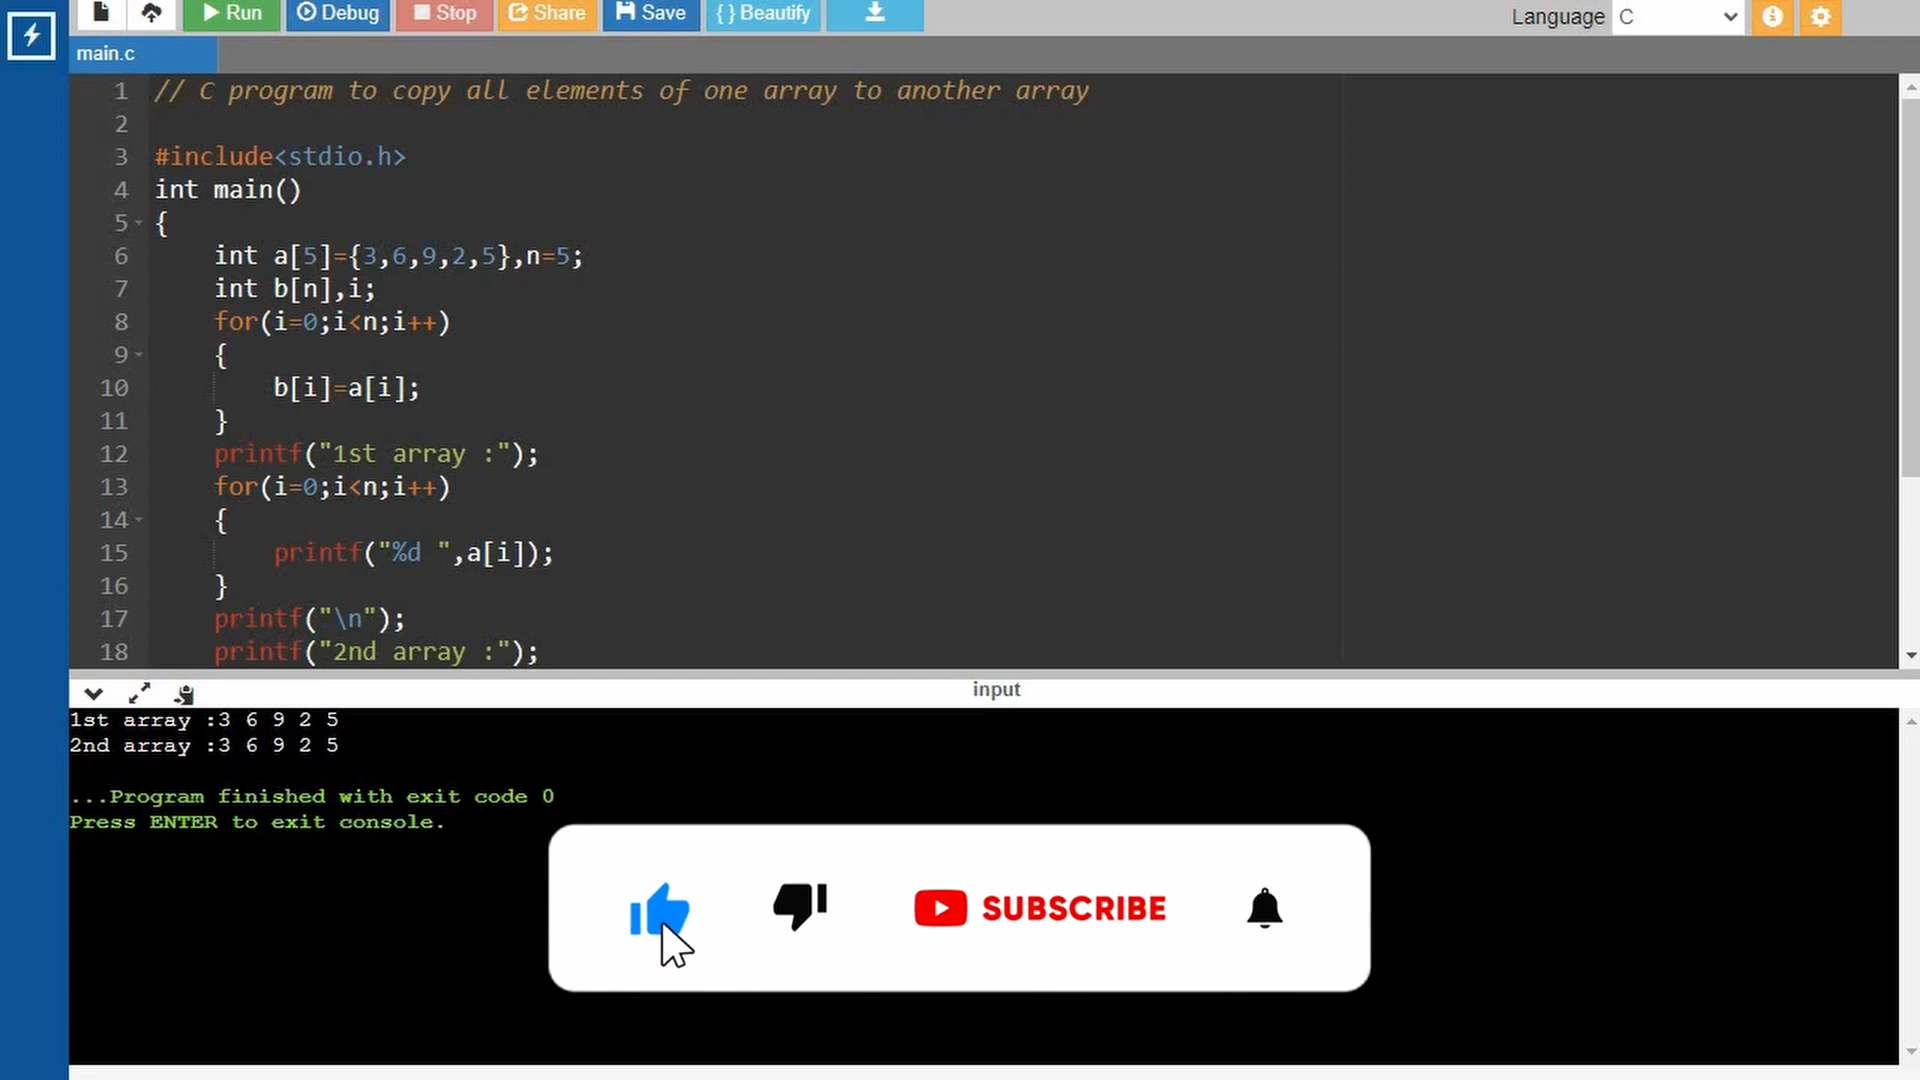 Run Debug Stop Share Save { } Beautify Language C
main.c
1 // C program to copy all elements of one array to another array
2
3 #include<stdio.h>
4 int main()
5 {
6     int a[5]={3,6,9,2,5},n=5;
7     int b[n],i;
8     for(i=0;i<n;i++)
9     {
10         b[i]=a[i];
11     }
12     printf("1st array :");
13     for(i=0;i<n;i++)
14     {
15         printf("%d ",a[i]);
16     }
17     printf("\n");
18     printf("2nd array :");
input
1st array :3 6 9 2 5
2nd array :3 6 9 2 5
...Program finished with exit code 0
Press ENTER to exit console.
SUBSCRIBE